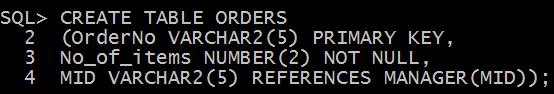 SQL> CREATE TABLE ORDERS
2 (OrderNo VARCHAR2(5) PRIMARY KEY,
3 No_of_items NUMBER(2) NOT NULL,
4 MID VARCHAR2(5) REFERENCES MANAGER(MID));